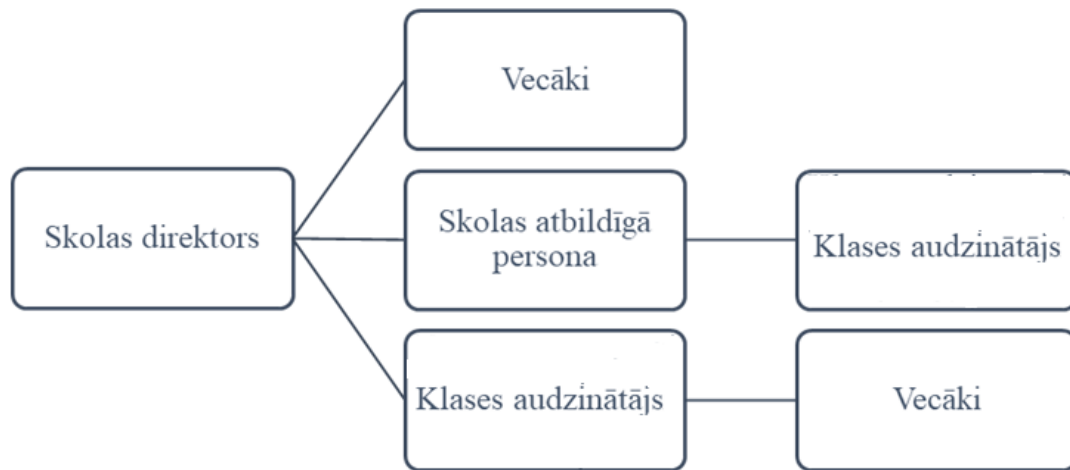 Vecāki
Skolas direktors
Skolas atbildīgā
persona
Klases audzinātājs
Klases audzinātājs
Vecāki